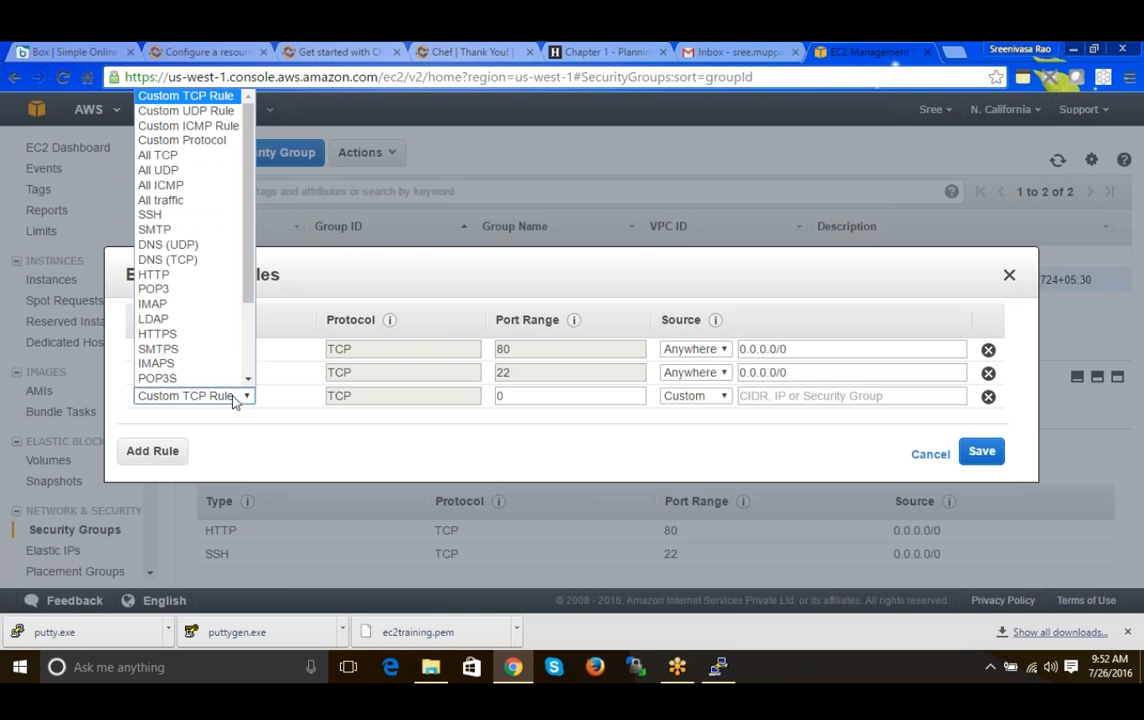 Box | Simple Online
Configure a resour
Get started with Ch
Chef | Thank You!
Chapter 1 - Plannin
Inbox - sree.muppa
EC2 Management
Sreenivasa Rao
https://us-west-1.console.aws.amazon.com/ec2/v2/home?region=us-west-1#SecurityGroups:sort=groupId
AWS
Sree
N. California
Support
EC2 Dashboard
Events
Tags
Reports
Limits
INSTANCES
Instances
Spot Requests
Reserved Insta
Dedicated Hos
IMAGES
AMIs
Bundle Tasks
ELASTIC BLOCK
Volumes
Snapshots
NETWORK & SECURITY
Security Groups
Elastic IPs
Placement Groups
Custom TCP Rule
Custom UDP Rule
Custom ICMP Rule
Custom Protocol
All TCP
All UDP
All ICMP
All traffic
SSH
SMTP
DNS (UDP)
DNS (TCP)
HTTP
POP3
IMAP
LDAP
HTTPS
SMTPS
IMAPS
POP3S
Custom TCP Rule
urity Group
Actions
tags and attributes or search by keyword
1 to 2 of 2
Group ID
Group Name
VPC ID
Description
724+05:30
E
les
Protocol
Port Range
Source
TCP
80
Anywhere
0.0.0.0/0
TCP
22
Anywhere
0.0.0.0/0
TCP
0
Custom
CIDR, IP or Security Group
Add Rule
Cancel
Save
Type
Protocol
Port Range
Source
HTTP
TCP
80
0.0.0.0/0
SSH
TCP
22
0.0.0.0/0
Feedback
English
© 2008 - 2016, Amazon Internet Services Private Ltd. or its affiliates. All rights reserved.
Privacy Policy
Terms of Use
putty.exe
puttygen.exe
ec2training.pem
Show all downloads...
Ask me anything
9:52 AM
7/26/2016